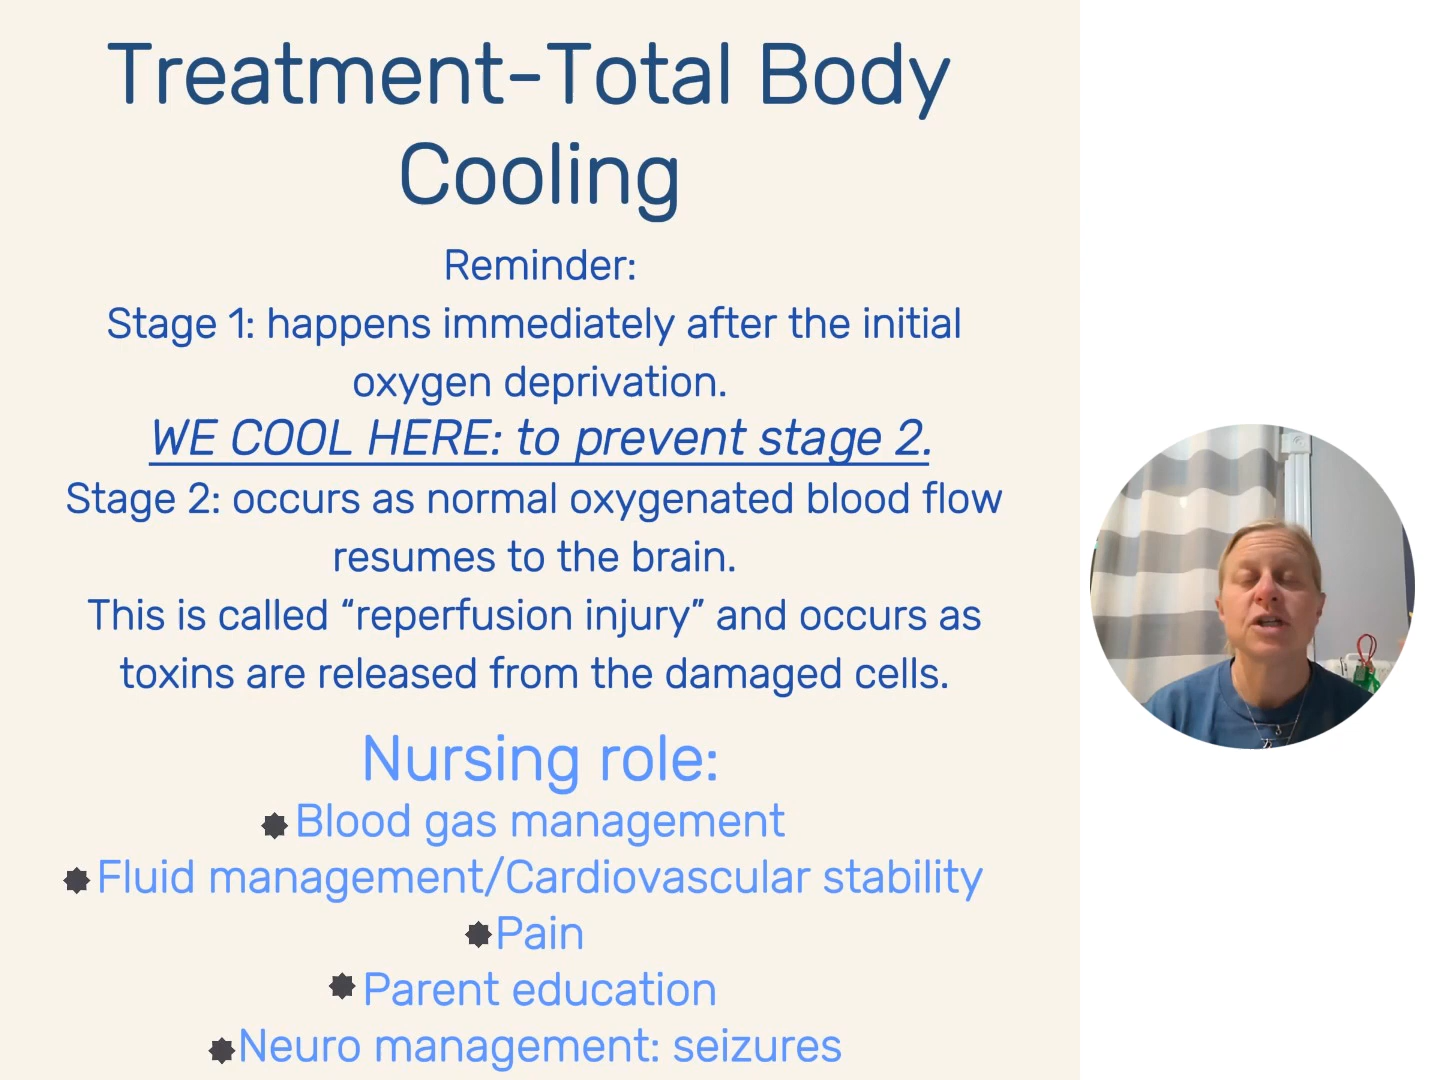 Treatment-Total Body
Cooling
Reminder:
Stage 1: happens immediately after the initial
oxygen deprivation.
WE COOL HERE: to prevent stage 2.
Stage 2: occurs as normal oxygenated blood flow
resumes to the brain.
This is called “reperfusion injury” and occurs as
toxins are released from the damaged cells.
Nursing role:
Blood gas management
Fluid management/Cardiovascular stability
Pain
Parent education
Neuro management: seizures